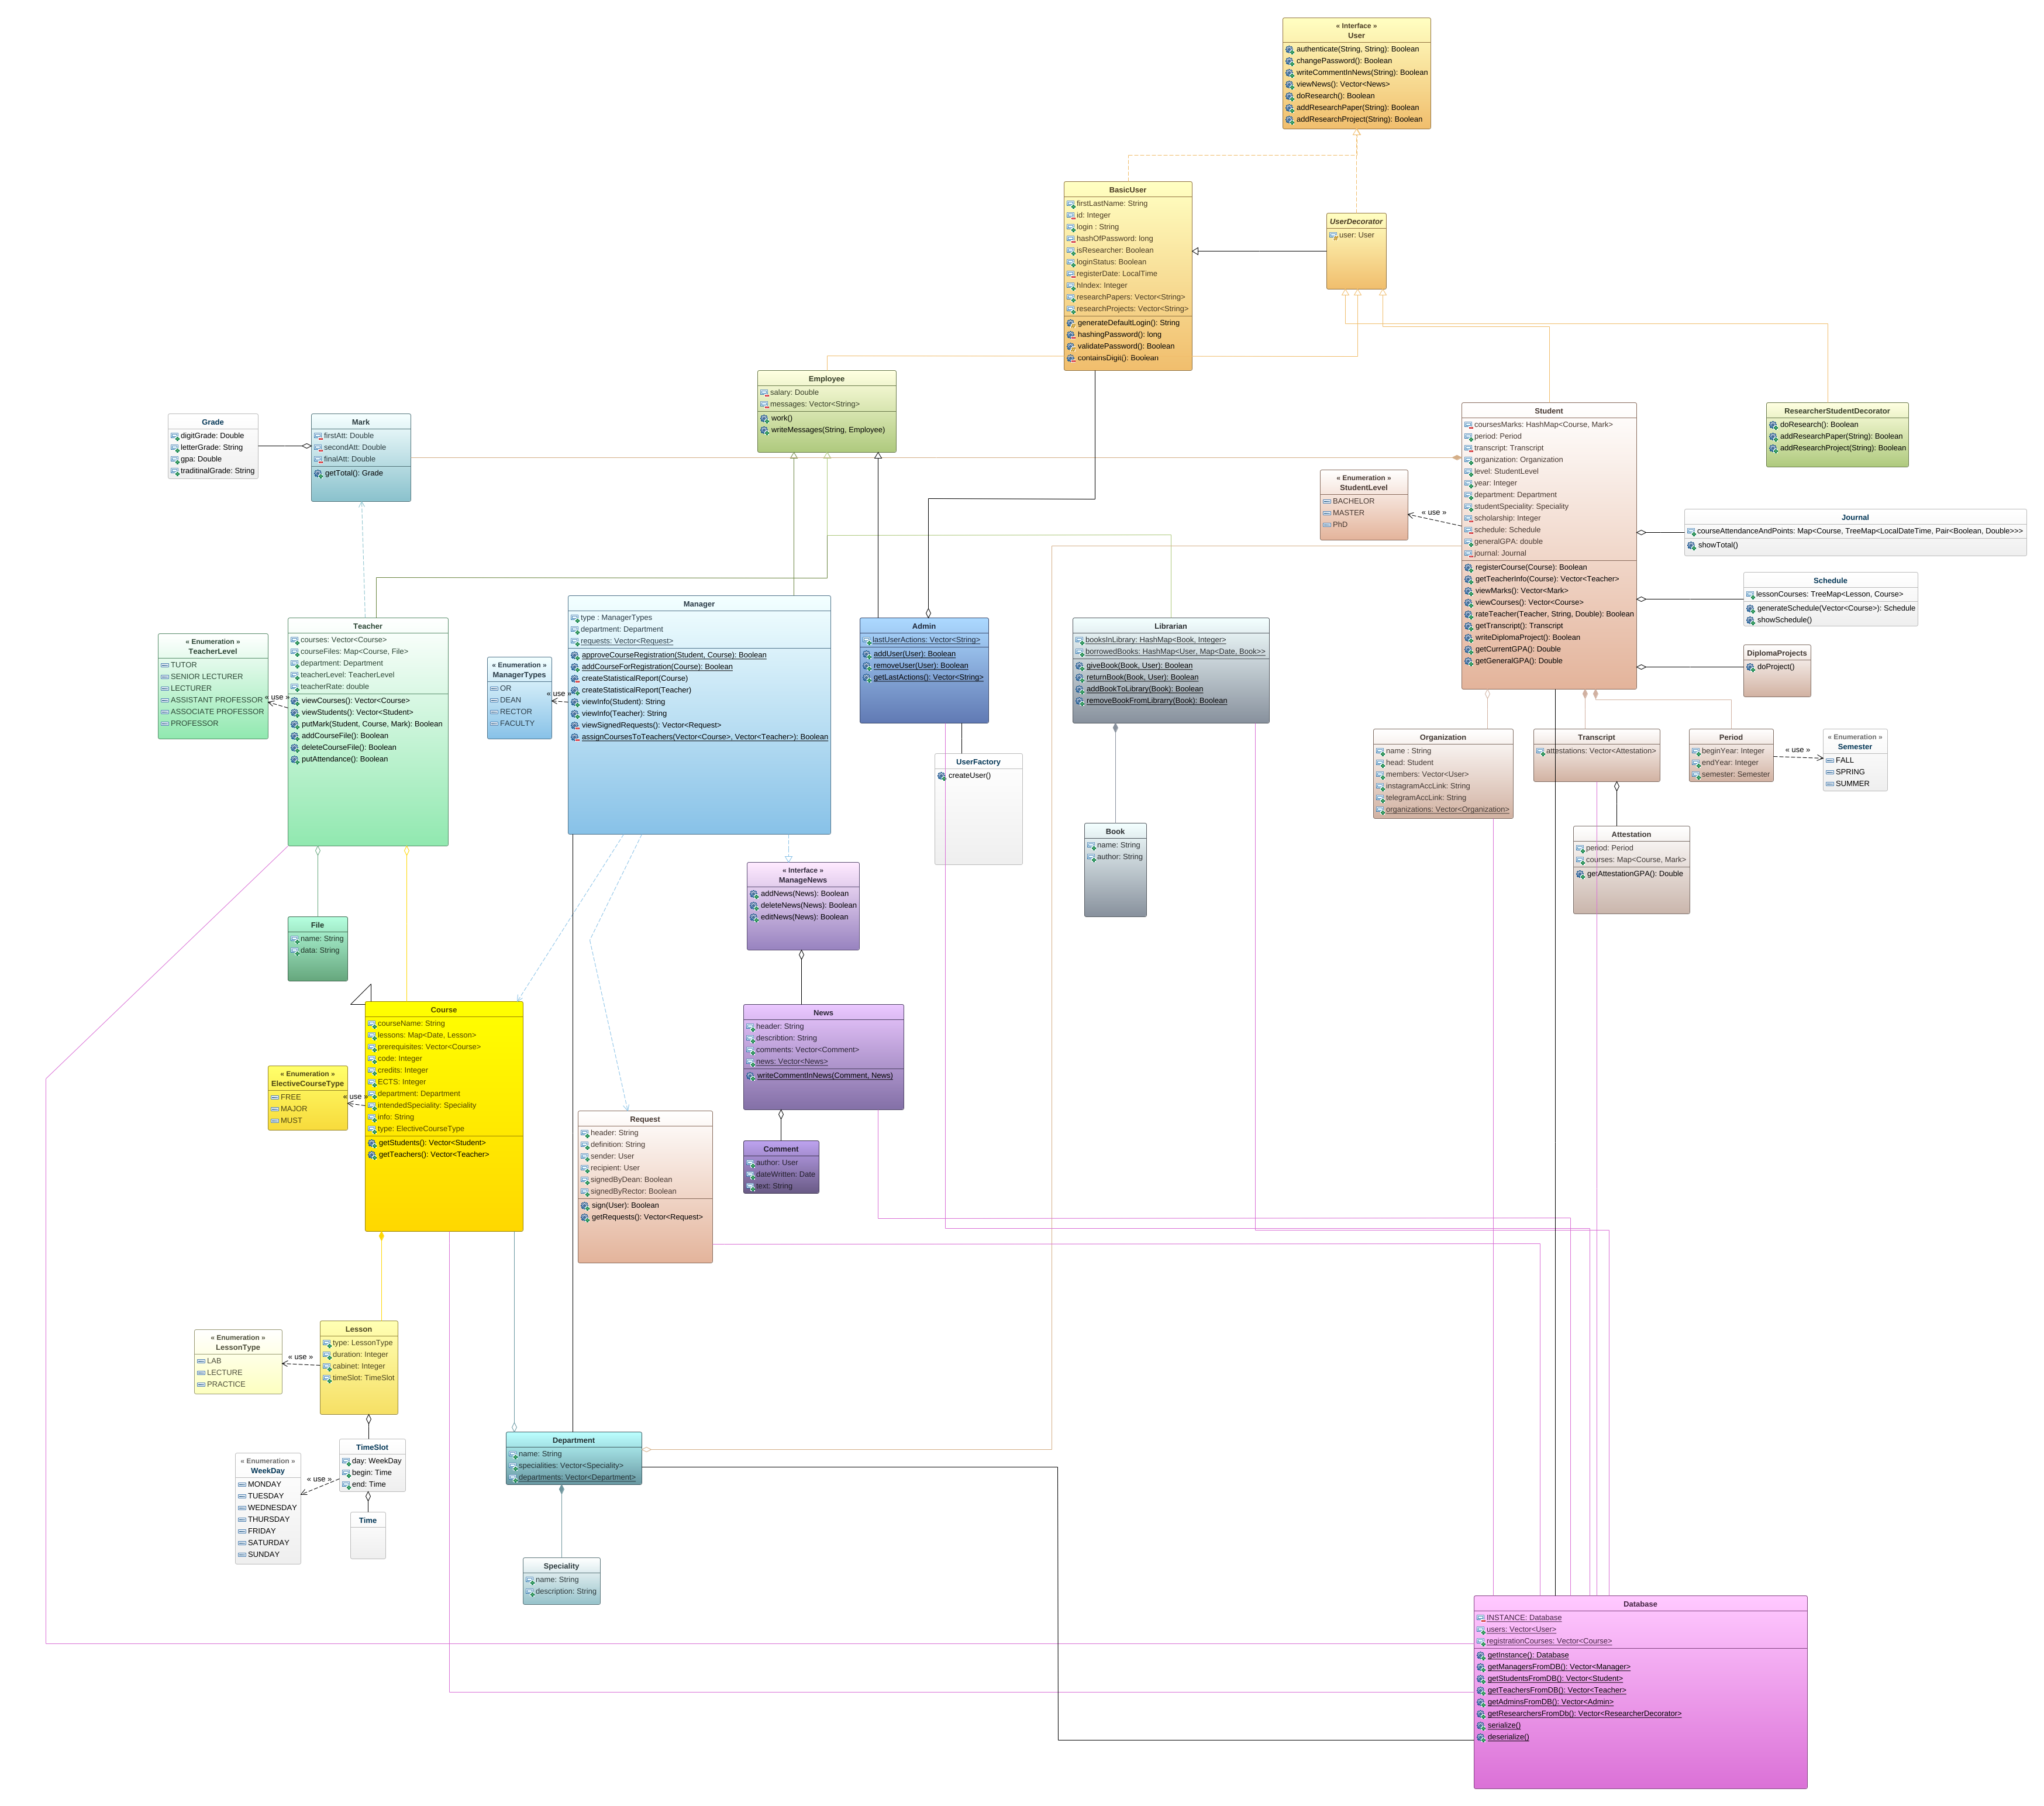 « Interface »
User
authenticate(String, String): Boolean
changePassword(): Boolean
writeCommentInNews(String): Boolean
viewNews(): Vector<News>
doResearch(): Boolean
addResearchPaper(String): Boolean
addResearchProject(String): Boolean
BasicUser
firstLastName: String
id: Integer
login : String
hashOfPassword: long
isResearcher: Boolean
loginStatus: Boolean
registerDate: LocalTime
hIndex: Integer
researchPapers: Vector<String>
researchProjects: Vector<String>
generateDefaultLogin(): String
hashingPassword(): long
validatePassword(): Boolean
containsDigit(): Boolean
UserDecorator
user: User
Employee
salary: Double
messages: Vector<String>
work()
writeMessages(String, Employee)
Grade
digitGrade: Double
letterGrade: String
gpa: Double
traditinalGrade: String
Mark
firstAtt: Double
secondAtt: Double
finalAtt: Double
getTotal(): Grade
Student
coursesMarks: HashMap<Course, Mark>
period: Period
transcript: Transcript
organization: Organization
level: StudentLevel
year: Integer
department: Department
studentSpeciality: Speciality
scholarship: Integer
schedule: Schedule
generalGPA: double
journal: Journal
registerCourse(Course): Boolean
getTeacherInfo(Course): Vector<Teacher>
viewMarks(): Vector<Mark>
viewCourses(): Vector<Course>
rateTeacher(Teacher, String, Double): Boolean
getTranscript(): Transcript
writeDiplomaProject(): Boolean
getCurrentGPA(): Double
getGeneralGPA(): Double
ResearcherStudentDecorator
doResearch(): Boolean
addResearchPaper(String): Boolean
addResearchProject(String): Boolean
« Enumeration »
StudentLevel
BACHELOR
MASTER
PhD
« use »
Journal
courseAttendanceAndPoints: Map<Course, TreeMap<LocalDateTime, Pair<Boolean, Double>>>
showTotal()
Schedule
lessonCourses: TreeMap<Lesson, Course>
generateSchedule(Vector<Course>): Schedule
showSchedule()
DiplomaProjects
doProject()
« Enumeration »
TeacherLevel
TUTOR
SENIOR LECTURER
LECTURER
ASSISTANT PROFESSOR
ASSOCIATE PROFESSOR
PROFESSOR
« use »
Teacher
courses: Vector<Course>
courseFiles: Map<Course, File>
department: Department
teacherLevel: TeacherLevel
teacherRate: double
viewCourses(): Vector<Course>
viewStudents(): Vector<Student>
putMark(Student, Course, Mark): Boolean
addCourseFile(): Boolean
deleteCourseFile(): Boolean
putAttendance(): Boolean
« Enumeration »
ManagerTypes
OR
DEAN
RECTOR
FACULTY
« use »
Manager
type : ManagerTypes
department: Department
requests: Vector<Request>
approveCourseRegistration(Student, Course): Boolean
addCourseForRegistration(Course): Boolean
createStatisticalReport(Course)
createStatisticalReport(Teacher)
viewInfo(Student): String
viewInfo(Teacher): String
viewSignedRequests(): Vector<Request>
assignCoursesToTeachers(Vector<Course>, Vector<Teacher>): Boolean
Admin
lastUserActions: Vector<String>
addUser(User): Boolean
removeUser(User): Boolean
getLastActions(): Vector<String>
Librarian
booksInLibrary: HashMap<Book, Integer>
borrowedBooks: HashMap<User, Map<Date, Book>>
giveBook(Book, User): Boolean
returnBook(Book, User): Boolean
addBookToLibrary(Book): Boolean
removeBookFromLibrarry(Book): Boolean
UserFactory
createUser()
Organization
name : String
head: Student
members: Vector<User>
instagramAccLink: String
telegramAccLink: String
organizations: Vector<Organization>
Transcript
attestations: Vector<Attestation>
Period
beginYear: Integer
endYear: Integer
semester: Semester
« use »
« Enumeration »
Semester
FALL
SPRING
SUMMER
Book
name: String
author: String
Attestation
period: Period
courses: Map<Course, Mark>
getAttestationGPA(): Double
« Interface »
ManageNews
addNews(News): Boolean
deleteNews(News): Boolean
editNews(News): Boolean
File
name: String
data: String
Course
courseName: String
lessons: Map<Date, Lesson>
prerequisites: Vector<Course>
code: Integer
credits: Integer
ECTS: Integer
department: Department
intendedSpeciality: Speciality
info: String
type: ElectiveCourseType
getStudents(): Vector<Student>
getTeachers(): Vector<Teacher>
« Enumeration »
ElectiveCourseType
FREE
MAJOR
MUST
« use »
News
header: String
describtion: String
comments: Vector<Comment>
news: Vector<News>
writeCommentInNews(Comment, News)
Request
header: String
definition: String
sender: User
recipient: User
signedByDean: Boolean
signedByRector: Boolean
sign(User): Boolean
getRequests(): Vector<Request>
Comment
author: User
dateWritten: Date
text: String
« Enumeration »
LessonType
LAB
LECTURE
PRACTICE
« use »
Lesson
type: LessonType
duration: Integer
cabinet: Integer
timeSlot: TimeSlot
« Enumeration »
WeekDay
MONDAY
TUESDAY
WEDNESDAY
THURSDAY
FRIDAY
SATURDAY
SUNDAY
« use »
TimeSlot
day: WeekDay
begin: Time
end: Time
Time
Department
name: String
specialities: Vector<Speciality>
departments: Vector<Department>
Speciality
name: String
description: String
Database
INSTANCE: Database
users: Vector<User>
registrationCourses: Vector<Course>
getInstance(): Database
getManagersFromDB(): Vector<Manager>
getStudentsFromDB(): Vector<Student>
getTeachersFromDB(): Vector<Teacher>
getAdminsFromDB(): Vector<Admin>
getResearchersFromDb(): Vector<ResearcherDecorator>
serialize()
deserialize()